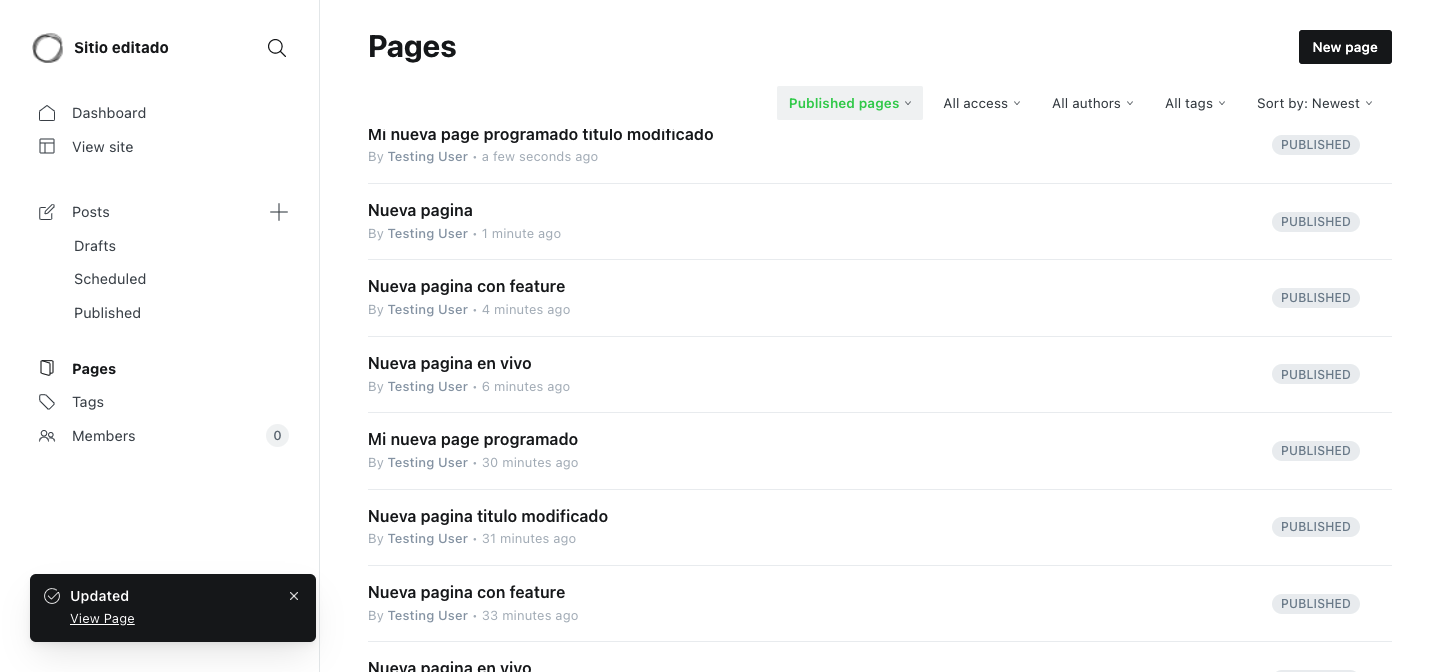 Sitio editado
Dashboard
View site
Posts
Drafts
Scheduled
Published
Pages
Tags
Members 0
Updated
View Page
Pages
New page
Published pages All access All authors All tags Sort by: Newest
Mi nueva page programado titulo modificado
By Testing User • a few seconds ago
PUBLISHED
Nueva pagina
By Testing User • 1 minute ago
PUBLISHED
Nueva pagina con feature
By Testing User • 4 minutes ago
PUBLISHED
Nueva pagina en vivo
By Testing User • 6 minutes ago
PUBLISHED
Mi nueva page programado
By Testing User • 30 minutes ago
PUBLISHED
Nueva pagina titulo modificado
By Testing User • 31 minutes ago
PUBLISHED
Nueva pagina con feature
By Testing User • 33 minutes ago
PUBLISHED
Nueva pagina en vivo